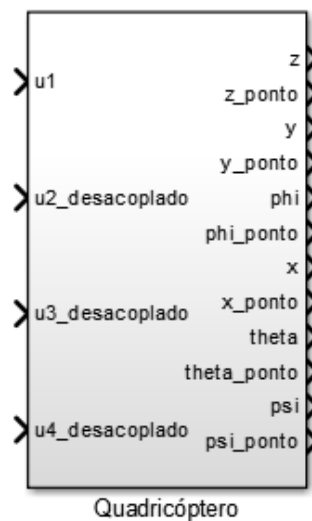 u1
u2_desacoplado
u3_desacoplado
u4_desacoplado
z
z_ponto
y
y_ponto
phi
phi_ponto
x
x_ponto
theta
theta_ponto
psi
psi_ponto
Quadricóptero